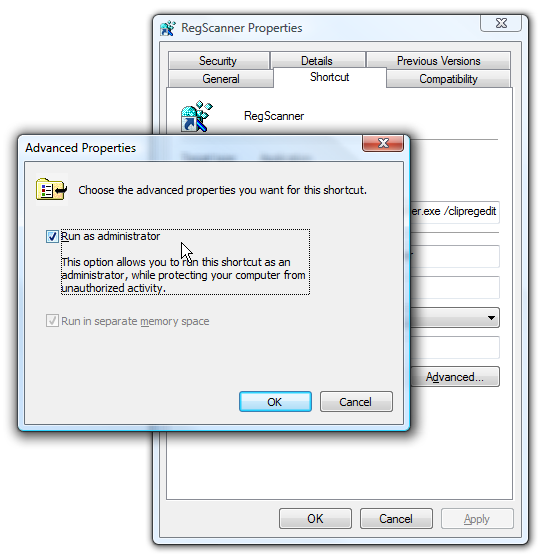 RegScanner Properties
Security Details Previous Versions
General Shortcut Compatibility
RegScanner
Advanced Properties
Choose the advanced properties you want for this shortcut.
Run as administrator
This option allows you to run this shortcut as an
administrator, while protecting your computer from
unauthorized activity.
Run in separate memory space
OK Cancel
er.exe /clipregedit
Advanced...
OK Cancel Apply